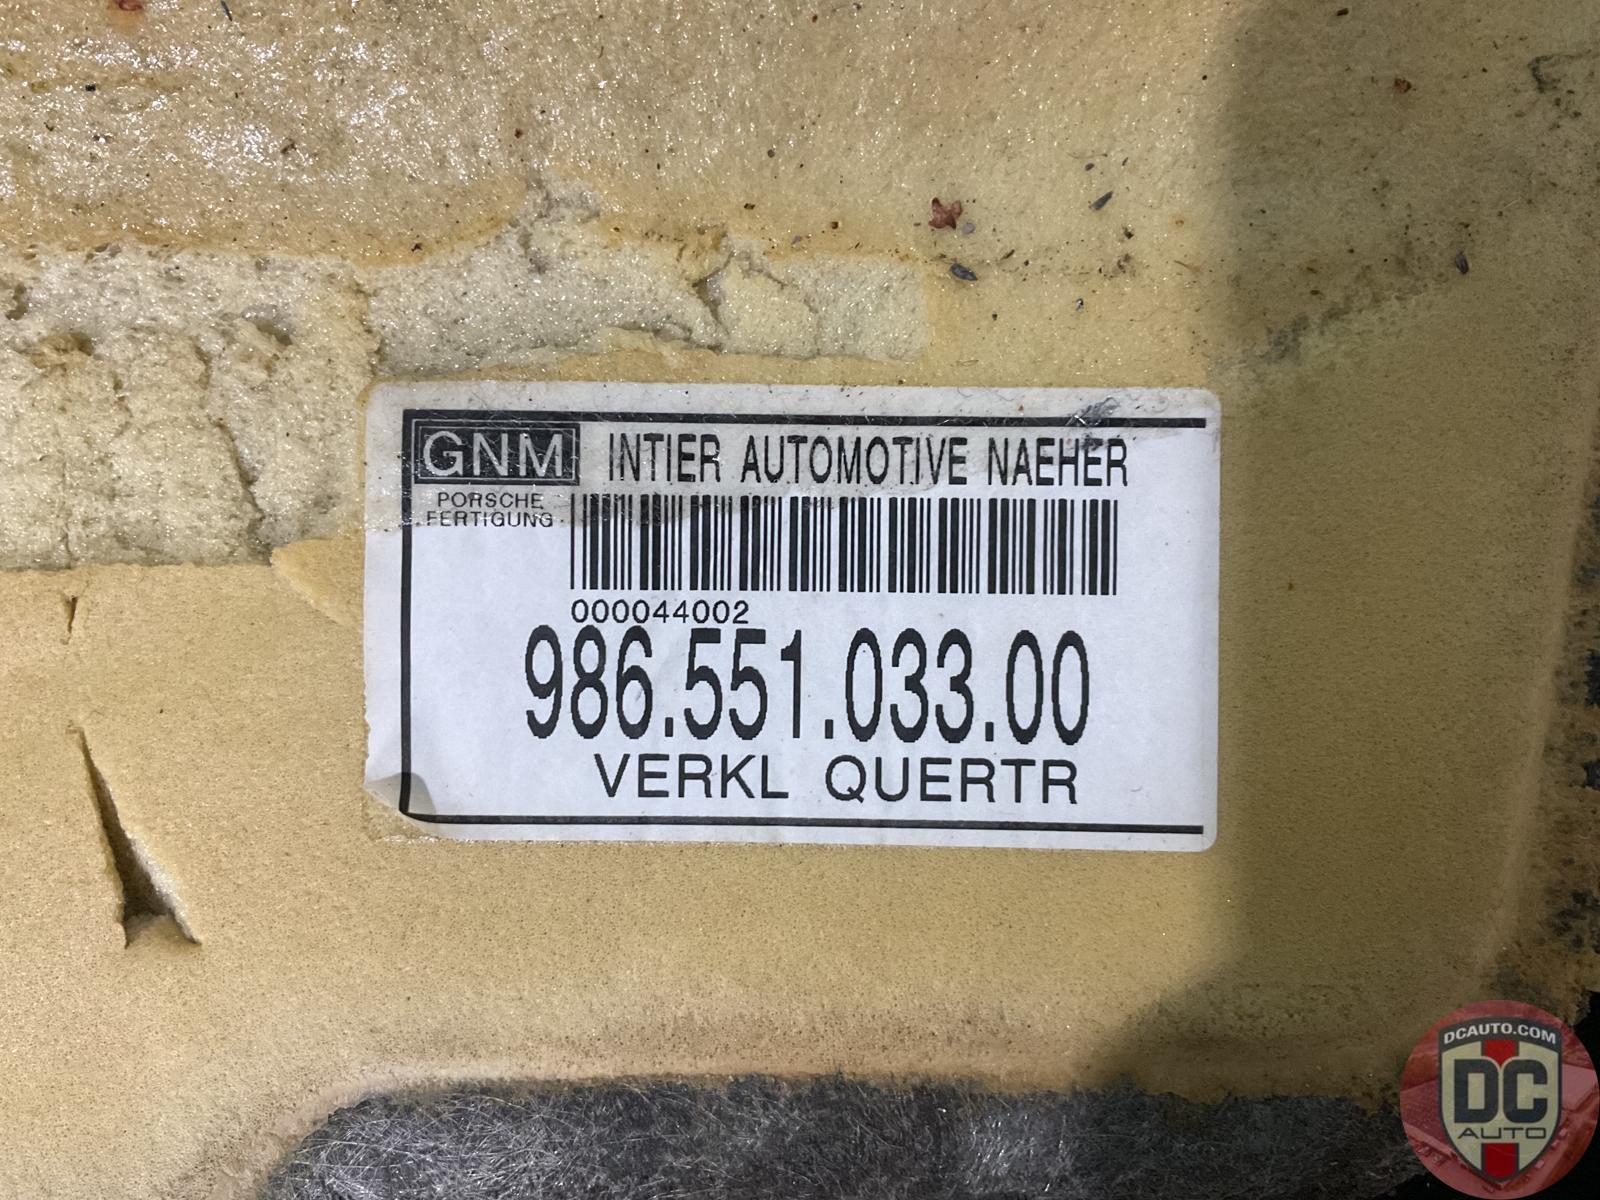 GNM INTIER AUTOMOTIVE NAEHER
PORSCHE
FERTIGUNG
000044002
986.551.033.00
VERKL QUERTR
DCAUTO.COM
DC
AUTO